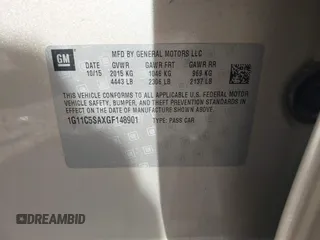 GM
MFD BY GENERAL MOTORS LLC
DATE GVWR GAWR FRT GAWR RR
10/15 2015 KG 1046 KG 969 KG
4443 LB 2306 LB 2137 LB
THIS VEHICLE CONFORMS TO ALL APPLICABLE U.S. FEDERAL MOTOR
VEHICLE SAFETY, BUMPER, AND THEFT PREVENTION STANDARDS
IN EFFECT ON THE DATE OF MANUFACTURE SHOWN ABOVE.
1G11C5SAXGF148901 TYPE: PASS CAR
DREAMBID